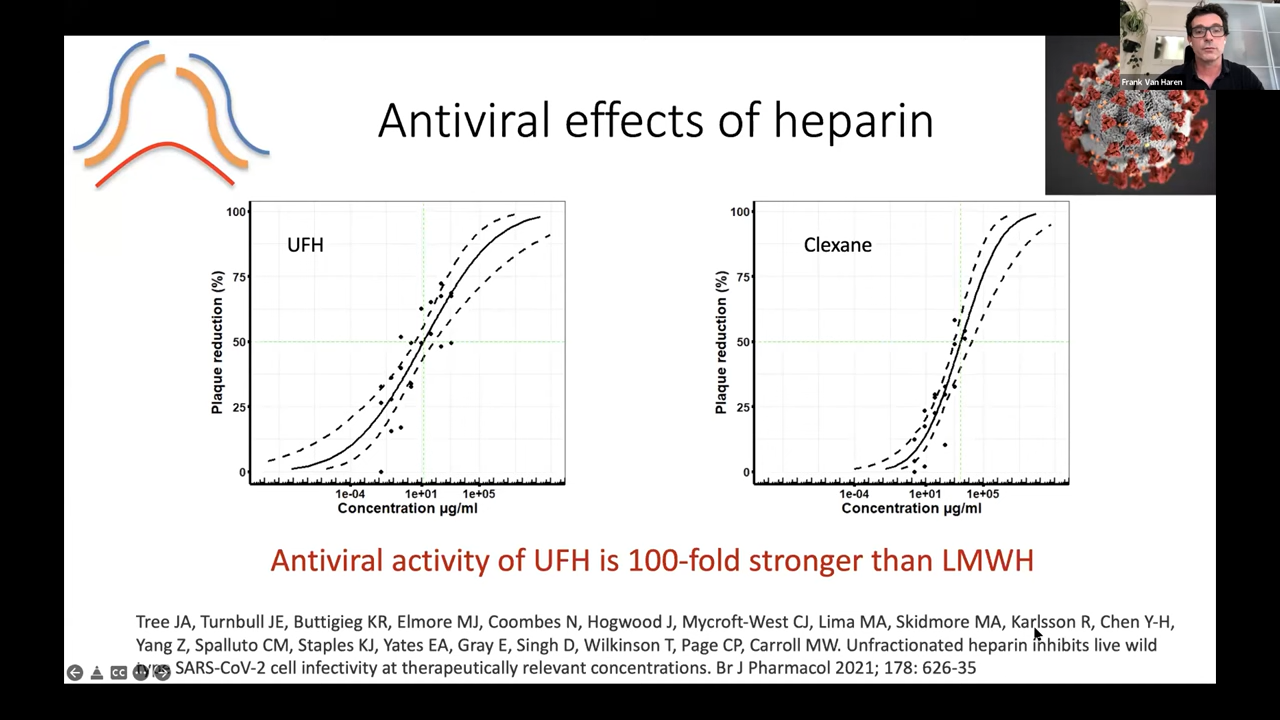 Frank Van Haren
Antiviral effects of heparin
UFH
100
75
50
25
0
Plaque reduction (%)
1e-04 1e+01 1e+05
Concentration µg/ml
Clexane
100
75
50
25
0
Plaque reduction (%)
1e-04 1e+01 1e+05
Concentration µg/ml
Antiviral activity of UFH is 100-fold stronger than LMWH
Tree JA, Turnbull JE, Buttigieg KR, Elmore MJ, Coombes N, Hogwood J, Mycroft-West CJ, Lima MA, Skidmore MA, Karlsson R, Chen Y-H,
Yang Z, Spalluto CM, Staples KJ, Yates EA, Gray E, Singh D, Wilkinson T, Page CP, Carroll MW. Unfractionated heparin inhibits live wild
type SARS-CoV-2 cell infectivity at therapeutically relevant concentrations. Br J Pharmacol 2021; 178: 626-35
CC